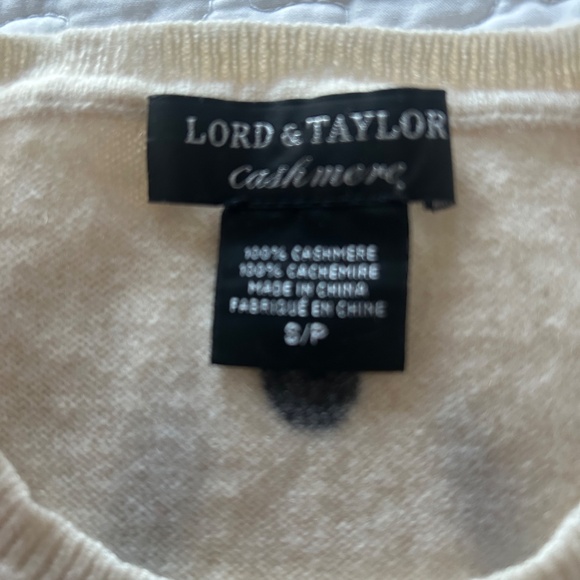 LORD & TAYLOR
cashmere
100% CASHMERE
100% CACHEMIRE
MADE IN CHINA
FABRIQUÉ EN CHINE
S/P